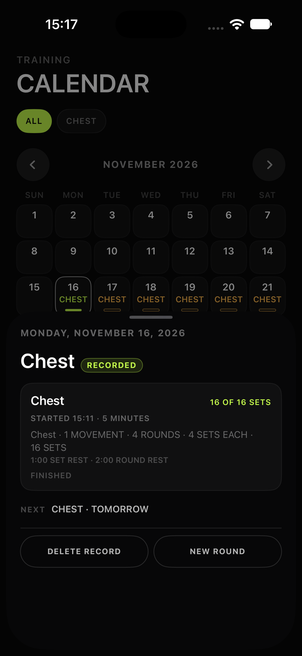 15:17
TRAINING
CALENDAR
ALL CHEST
NOVEMBER 2026
SUN MON TUE WED THU FRI SAT
1 2 3 4 5 6 7
8 9 10 11 12 13 14
15 16 17 18 19 20 21
CHEST CHEST CHEST CHEST CHEST CHEST
MONDAY, NOVEMBER 16, 2026
Chest RECORDED
Chest 16 OF 16 SETS
STARTED 15:11 · 5 MINUTES
Chest · 1 MOVEMENT · 4 ROUNDS · 4 SETS EACH ·
16 SETS
1:00 SET REST · 2:00 ROUND REST
FINISHED
NEXT CHEST · TOMORROW
DELETE RECORD NEW ROUND